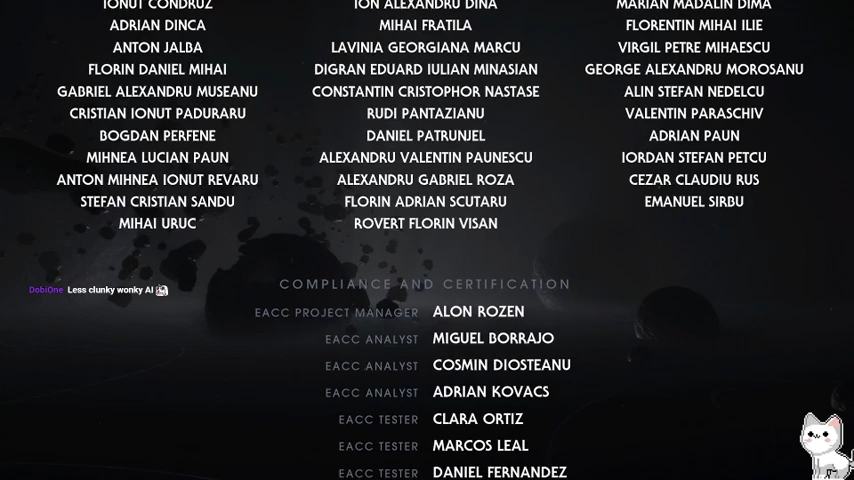 IONUT CONDRUZ ION ALEXANDRU DINA MARIAN MADALIN DIMA
ADRIAN DINCA MIHAI FRATILA FLORENTIN MIHAI ILIE
ANTON JALBA LAVINIA GEORGIANA MARCU VIRGIL PETRE MIHAESCU
FLORIN DANIEL MIHAI DIGRAN EDUARD IULIAN MINASIAN GEORGE ALEXANDRU MOROSANU
GABRIEL ALEXANDRU MUSEANU CONSTANTIN CRISTOPHOR NASTASE ALIN STEFAN NEDELCU
CRISTIAN IONUT PADURARU RUDI PANTAZIANU VALENTIN PARASCHIV
BOGDAN PERFENE DANIEL PATRUNJEL ADRIAN PAUN
MIHNEA LUCIAN PAUN ALEXANDRU VALENTIN PAUNESCU IORDAN STEFAN PETCU
ANTON MIHNEA IONUT REVARU ALEXANDRU GABRIEL ROZA CEZAR CLAUDIU RUS
STEFAN CRISTIAN SANDU FLORIN ADRIAN SCUTARU EMANUEL SIRBU
MIHAI URUC ROVERT FLORIN VISAN
COMPLIANCE AND CERTIFICATION
DobiOne Less clunky wonky AI
EACC PROJECT MANAGER ALON ROZEN
EACC ANALYST MIGUEL BORRAJO
EACC ANALYST COSMIN DIOSTEANU
EACC ANALYST ADRIAN KOVACS
EACC TESTER CLARA ORTIZ
EACC TESTER MARCOS LEAL
EACC TESTER DANIEL FERNANDEZ